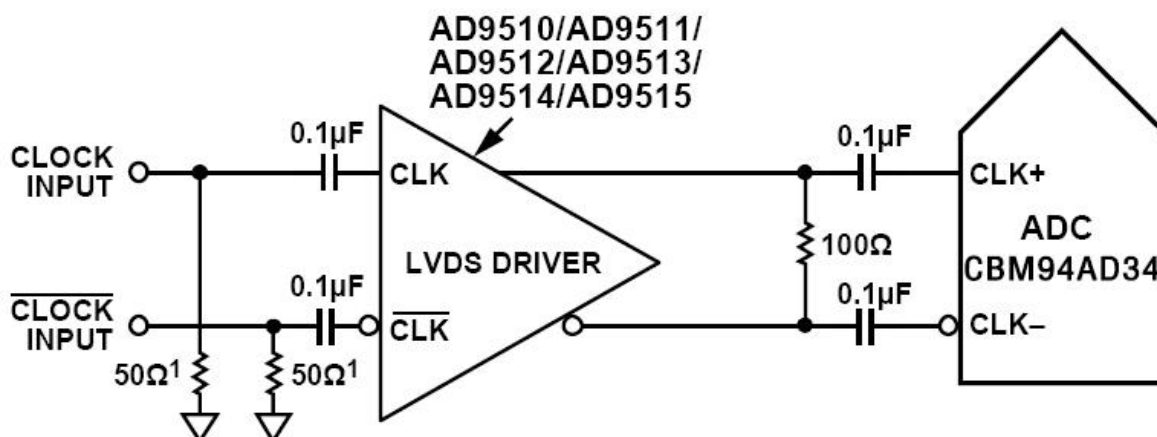 AD9510/AD9511/
AD9512/AD9513/
AD9514/AD9515
0.1µF
0.1µF
CLOCK
INPUT
CLK
CLK+
ADC
CBM94AD34
LVDS DRIVER
100Ω
0.1µF
0.1µF
CLOCK
INPUT
CLK
CLK–
50Ω1
50Ω1